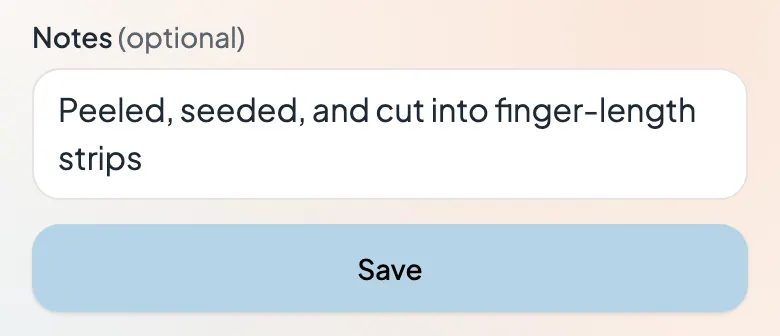 Notes (optional)
Peeled, seeded, and cut into finger-length
strips
Save